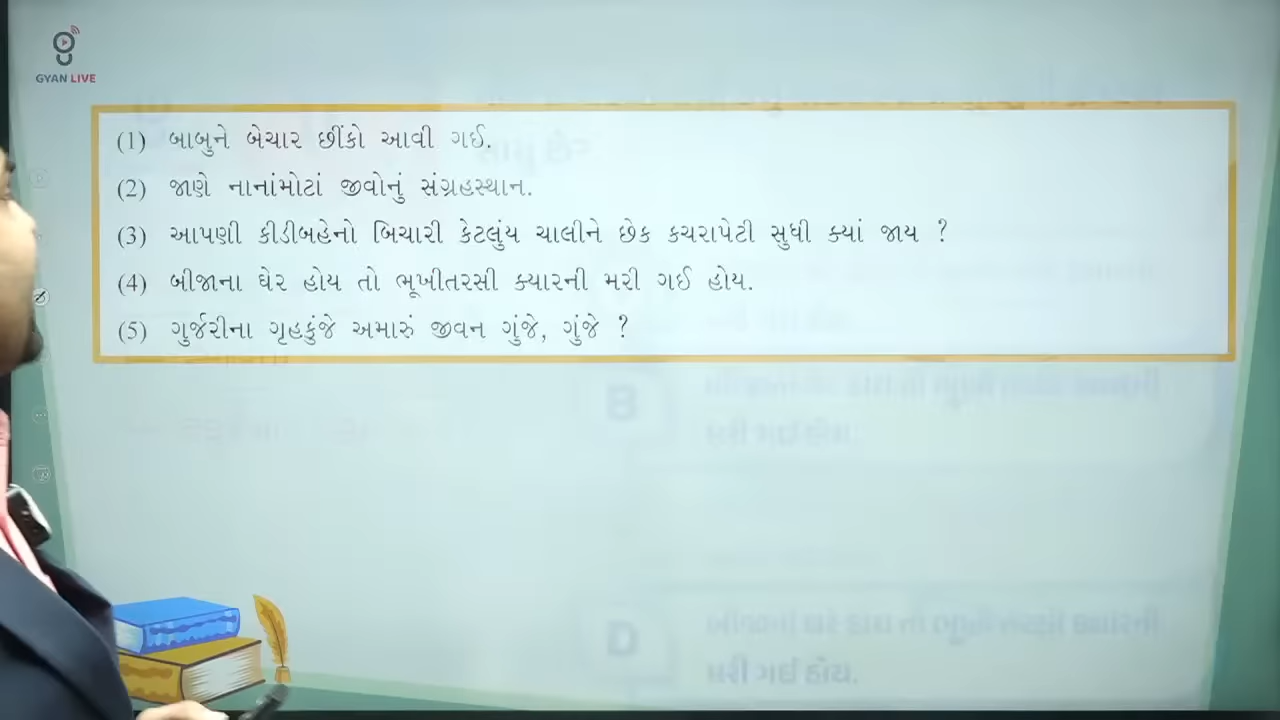 GYAN LIVE
(1) બાબુને બેચાર છીંકો આવી ગઈ.
(2) જાણે નાનાંમોટાં જીવોનું સંગ્રહસ્થાન.
(3) આપણી કીડીબહેનો બિચારી કેટલુંય ચાલીને છેક કચરાપેટી સુધી ક્યાં જાય ?
(4) બીજાના ઘેર હોય તો ભૂખીતરસી ક્યારની મરી ગઈ હોય.
(5) ગુર્જરીના ગૃહકુંજે અમારું જીવન ગુંજે, ગુંજે ?
B
D